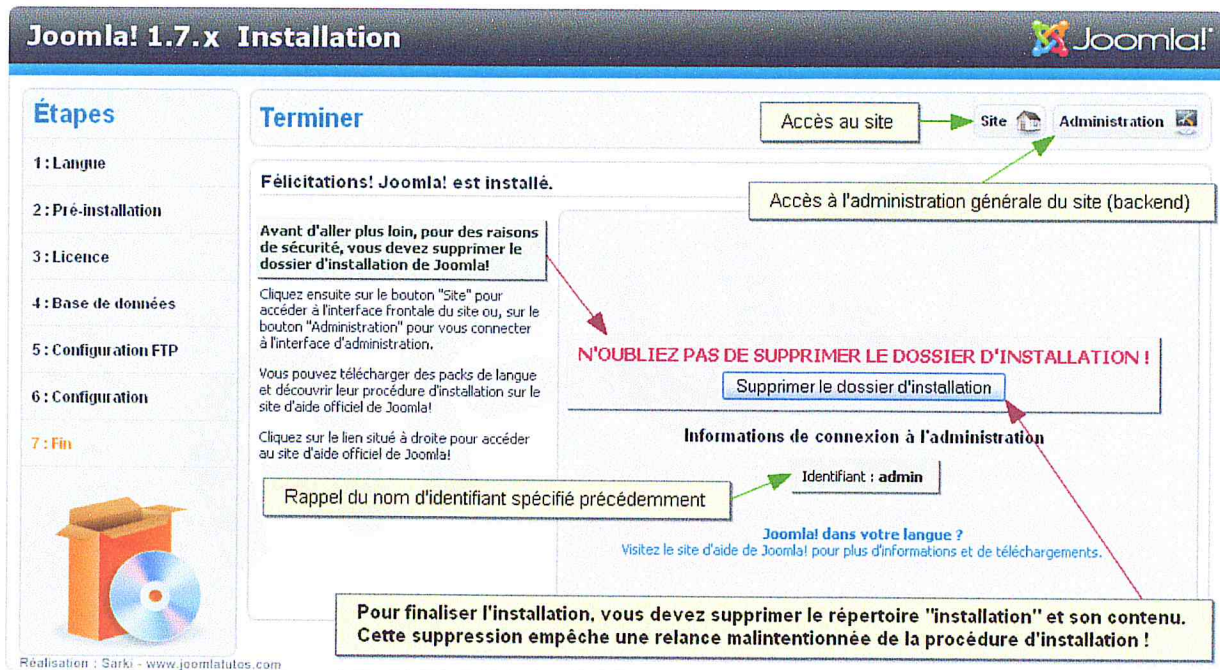 Joomla! 1.7.x Installation
Joomla!
Étapes
1 : Langue
2 : Pré-installation
3 : Licence
4 : Base de données
5 : Configuration FTP
6 : Configuration
7 : Fin
Terminer
Accès au site
Site
Administration
Accès à l'administration générale du site (backend)
Félicitations! Joomla! est installé.
Avant d'aller plus loin, pour des raisons
de sécurité, vous devez supprimer le
dossier d'installation de Joomla!
Cliquez ensuite sur le bouton "Site" pour
accéder à l'interface frontale du site ou, sur le
bouton "Administration" pour vous connecter
à l'interface d'administration.
Vous pouvez télécharger des packs de langue
et découvrir leur procédure d'installation sur le
site d'aide officiel de Joomla!
Cliquez sur le lien situé à droite pour accéder
au site d'aide officiel de Joomla!
N'OUBLIEZ PAS DE SUPPRIMER LE DOSSIER D'INSTALLATION !
Supprimer le dossier d'installation
Informations de connexion à l'administration
Identifiant : admin
Rappel du nom d'identifiant spécifié précédemment
Joomla! dans votre langue ?
Visitez le site d'aide de Joomla! pour plus d'informations et de téléchargements.
Pour finaliser l'installation, vous devez supprimer le répertoire "installation" et son contenu.
Cette suppression empêche une relance malintentionnée de la procédure d'installation !
Réalisation : Sarki - www.joomlatutos.com